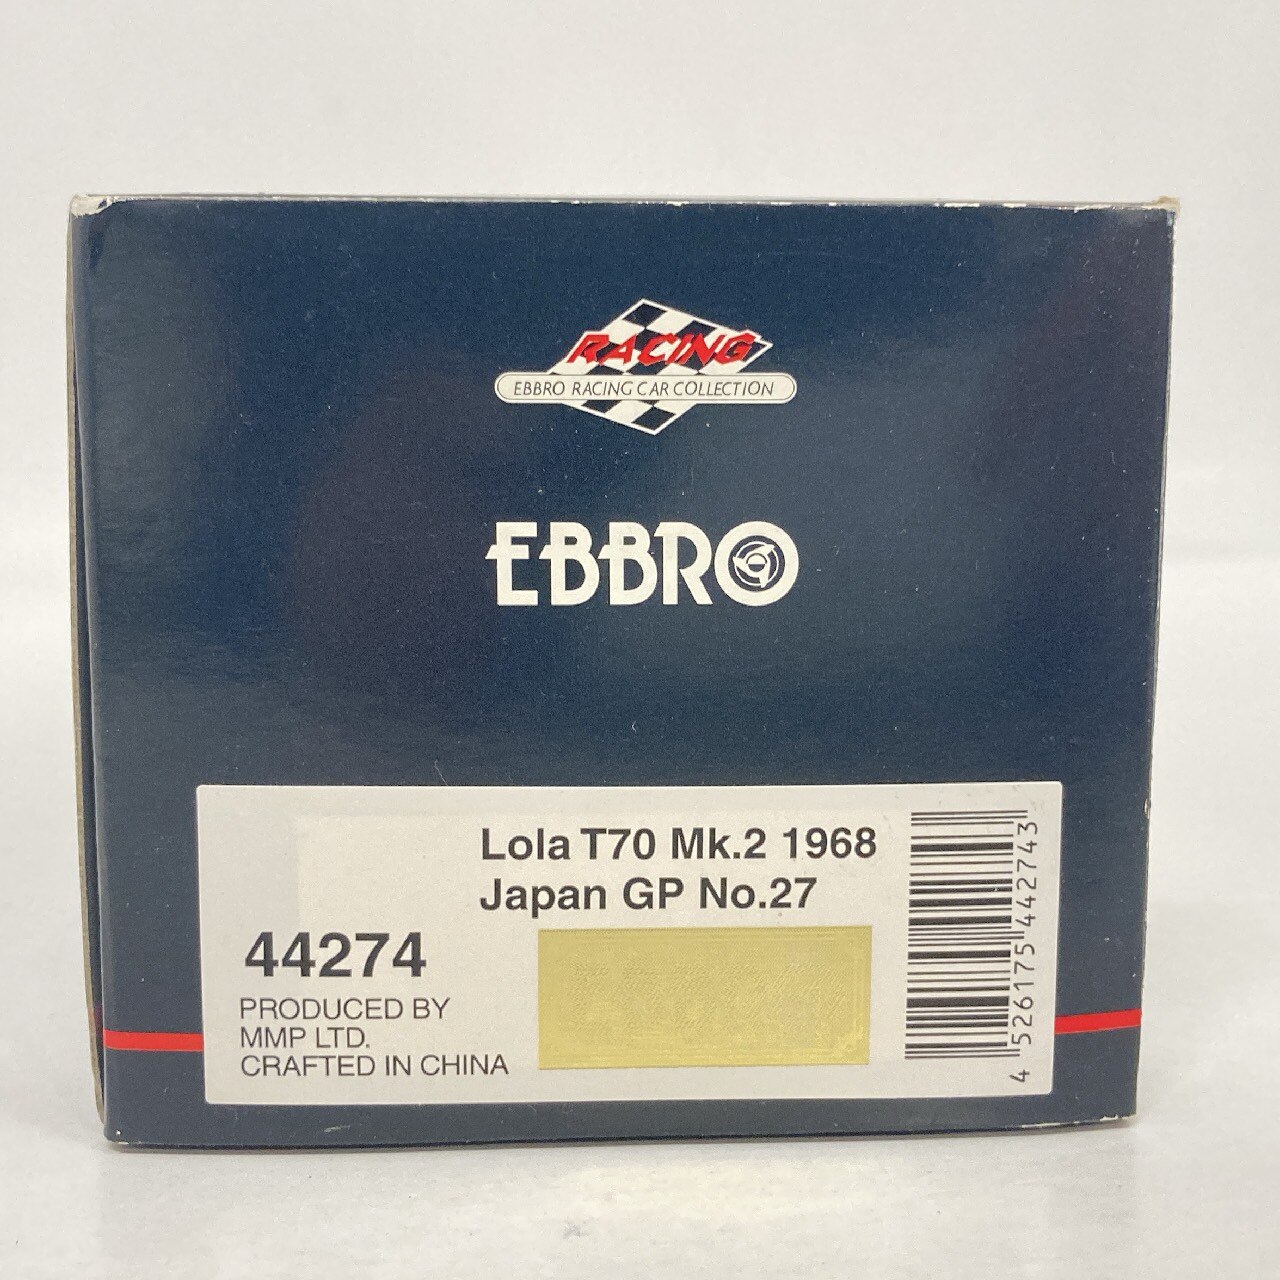 RACING
EBBRO RACING CAR COLLECTION
EBBRO
Lola T70 Mk.2 1968
Japan GP No.27
44274
PRODUCED BY
MMP LTD.
CRAFTED IN CHINA
4 526175 442743